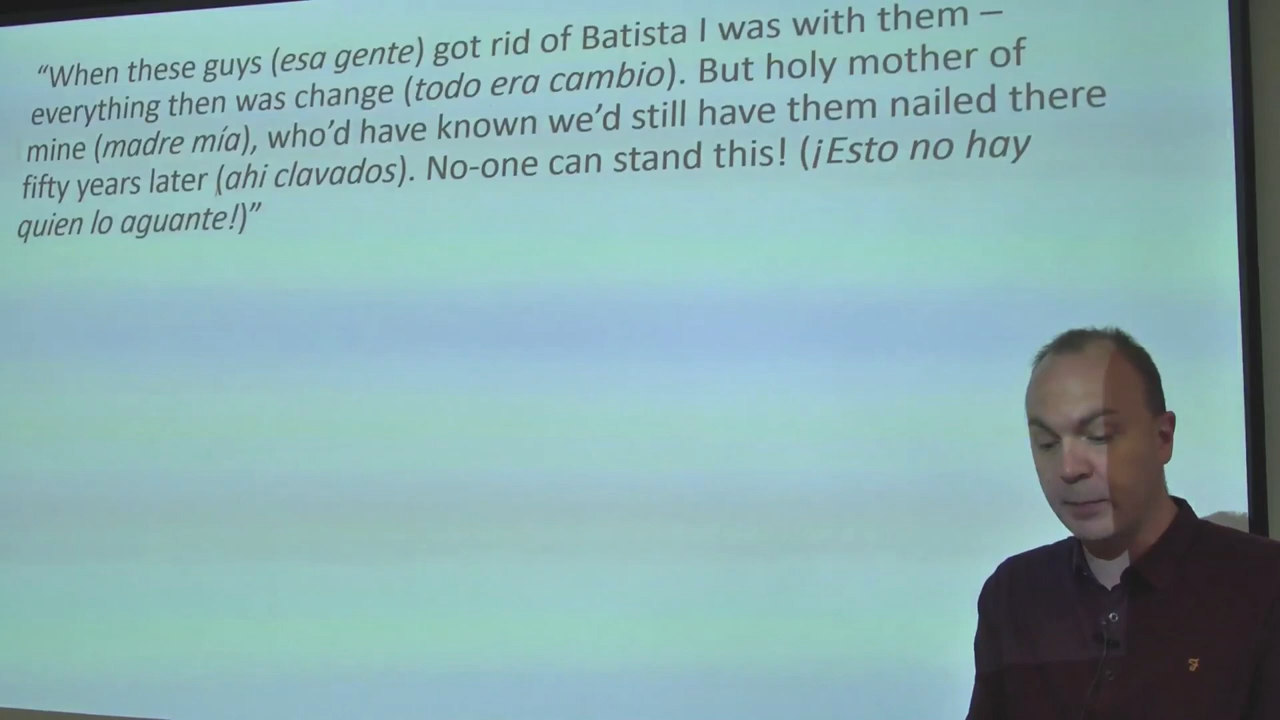 “When these guys (esa gente) got rid of Batista I was with them –
everything then was change (todo era cambio). But holy mother of
mine (madre mía), who’d have known we’d still have them nailed there
fifty years later (ahi clavados). No-one can stand this! (¡Esto no hay
quien lo aguante!)”